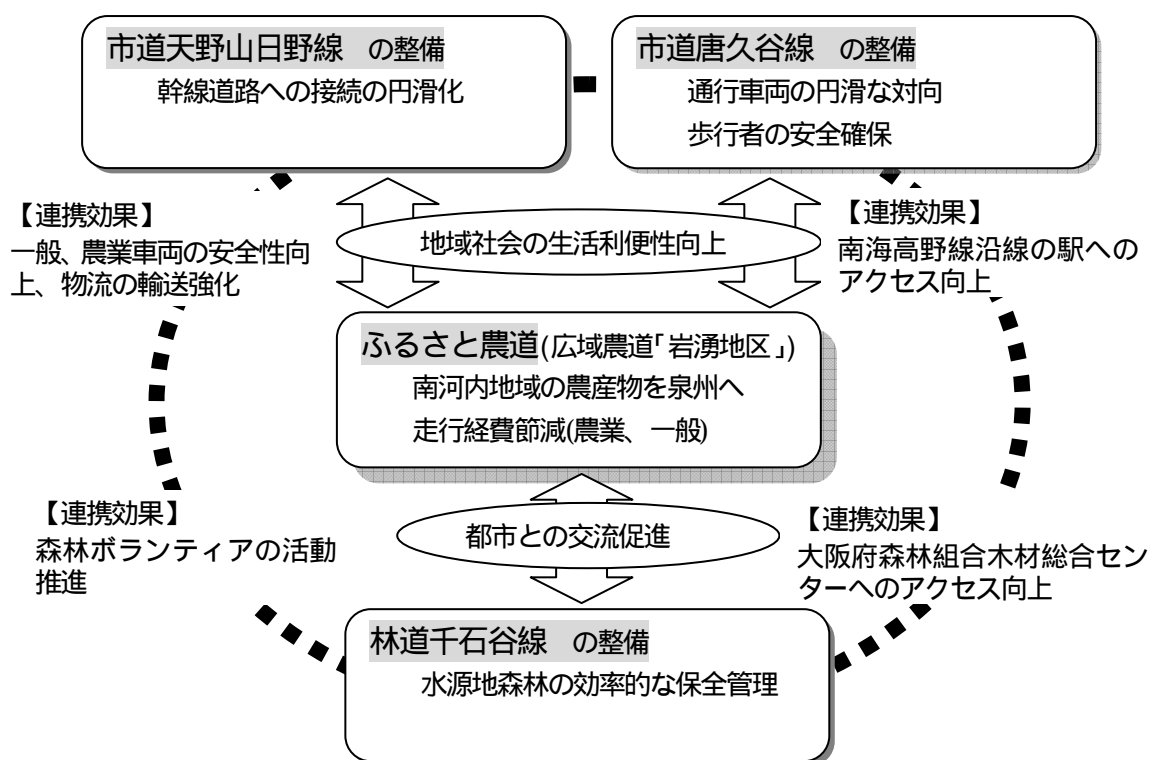 市道天野山日野線　の整備
幹線道路への接続の円滑化
市道唐久谷線　の整備
通行車両の円滑な対向
歩行者の安全確保
【連携効果】
一般、農業車両の安全性向
上、物流の輸送強化
地域社会の生活利便性向上
【連携効果】
南海高野線沿線の駅への
アクセス向上
ふるさと農道(広域農道「岩湧地区」)
南河内地域の農産物を泉州へ
走行経費節減(農業、一般)
【連携効果】
森林ボランティアの活動
推進
都市との交流促進
【連携効果】
大阪府森林組合木材総合セン
ターへのアクセス向上
林道千石谷線　の整備
水源地森林の効率的な保全管理